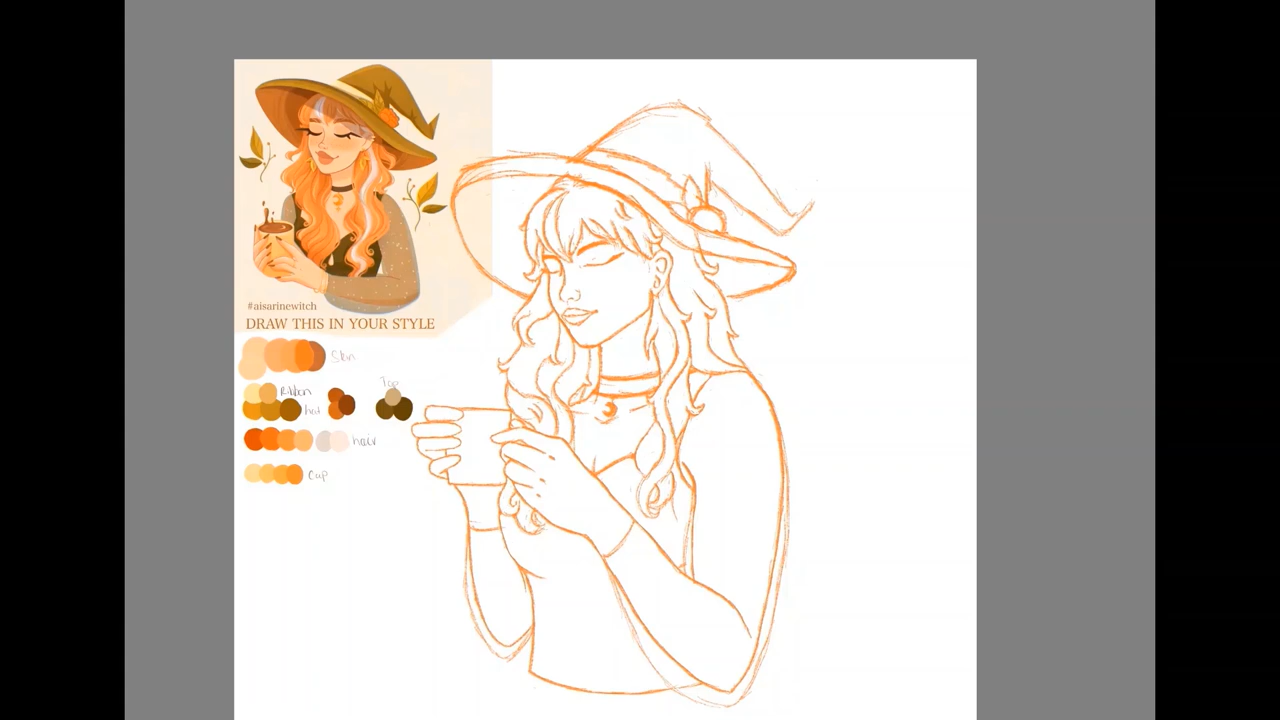 #aisarinewitch
DRAW THIS IN YOUR STYLE
Skin
Ribbon
hat
Top
hair
Cup